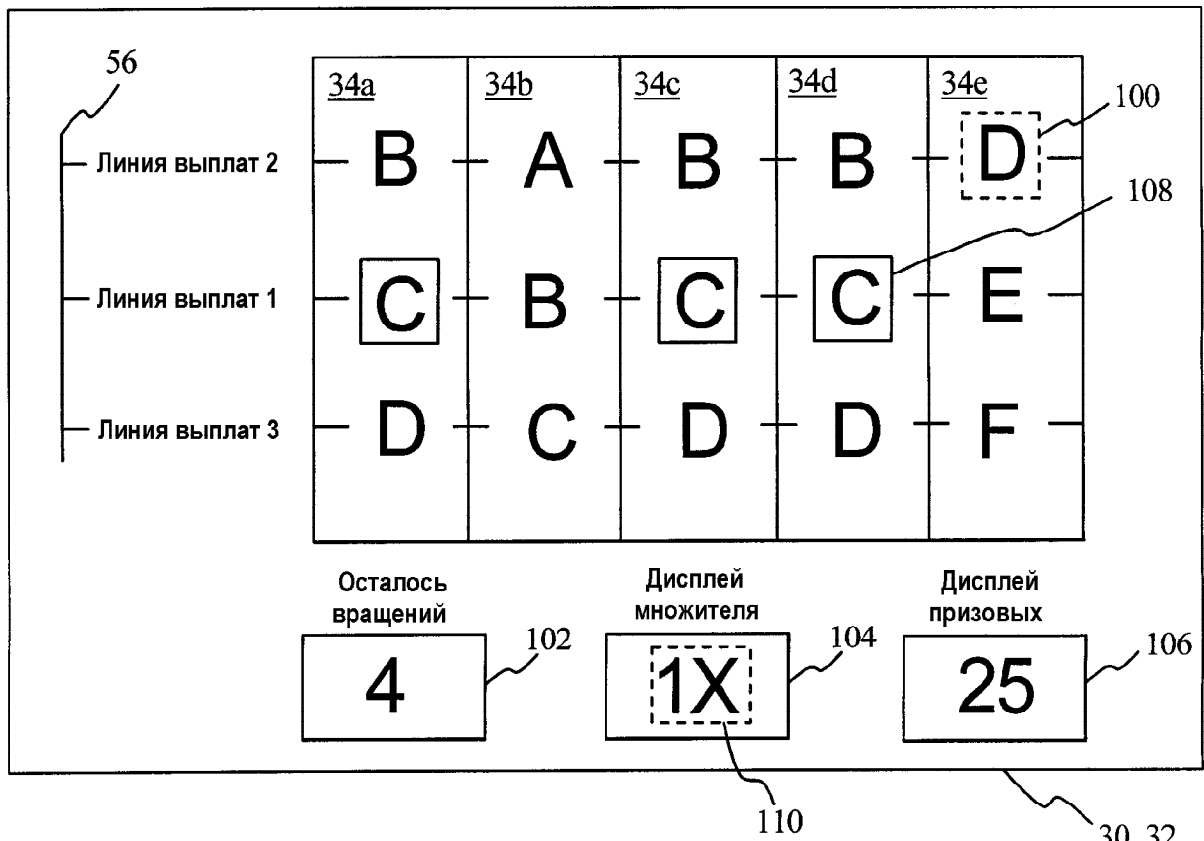 56
34a 34b 34c 34d 34e
100
Линия выплат 2 B A B B D
108
Линия выплат 1 C B C C E
Линия выплат 3 D C D D F
Осталось вращений
Дисплей множителя
Дисплей призовых
4 102
1X 104
25 106
110
30, 32